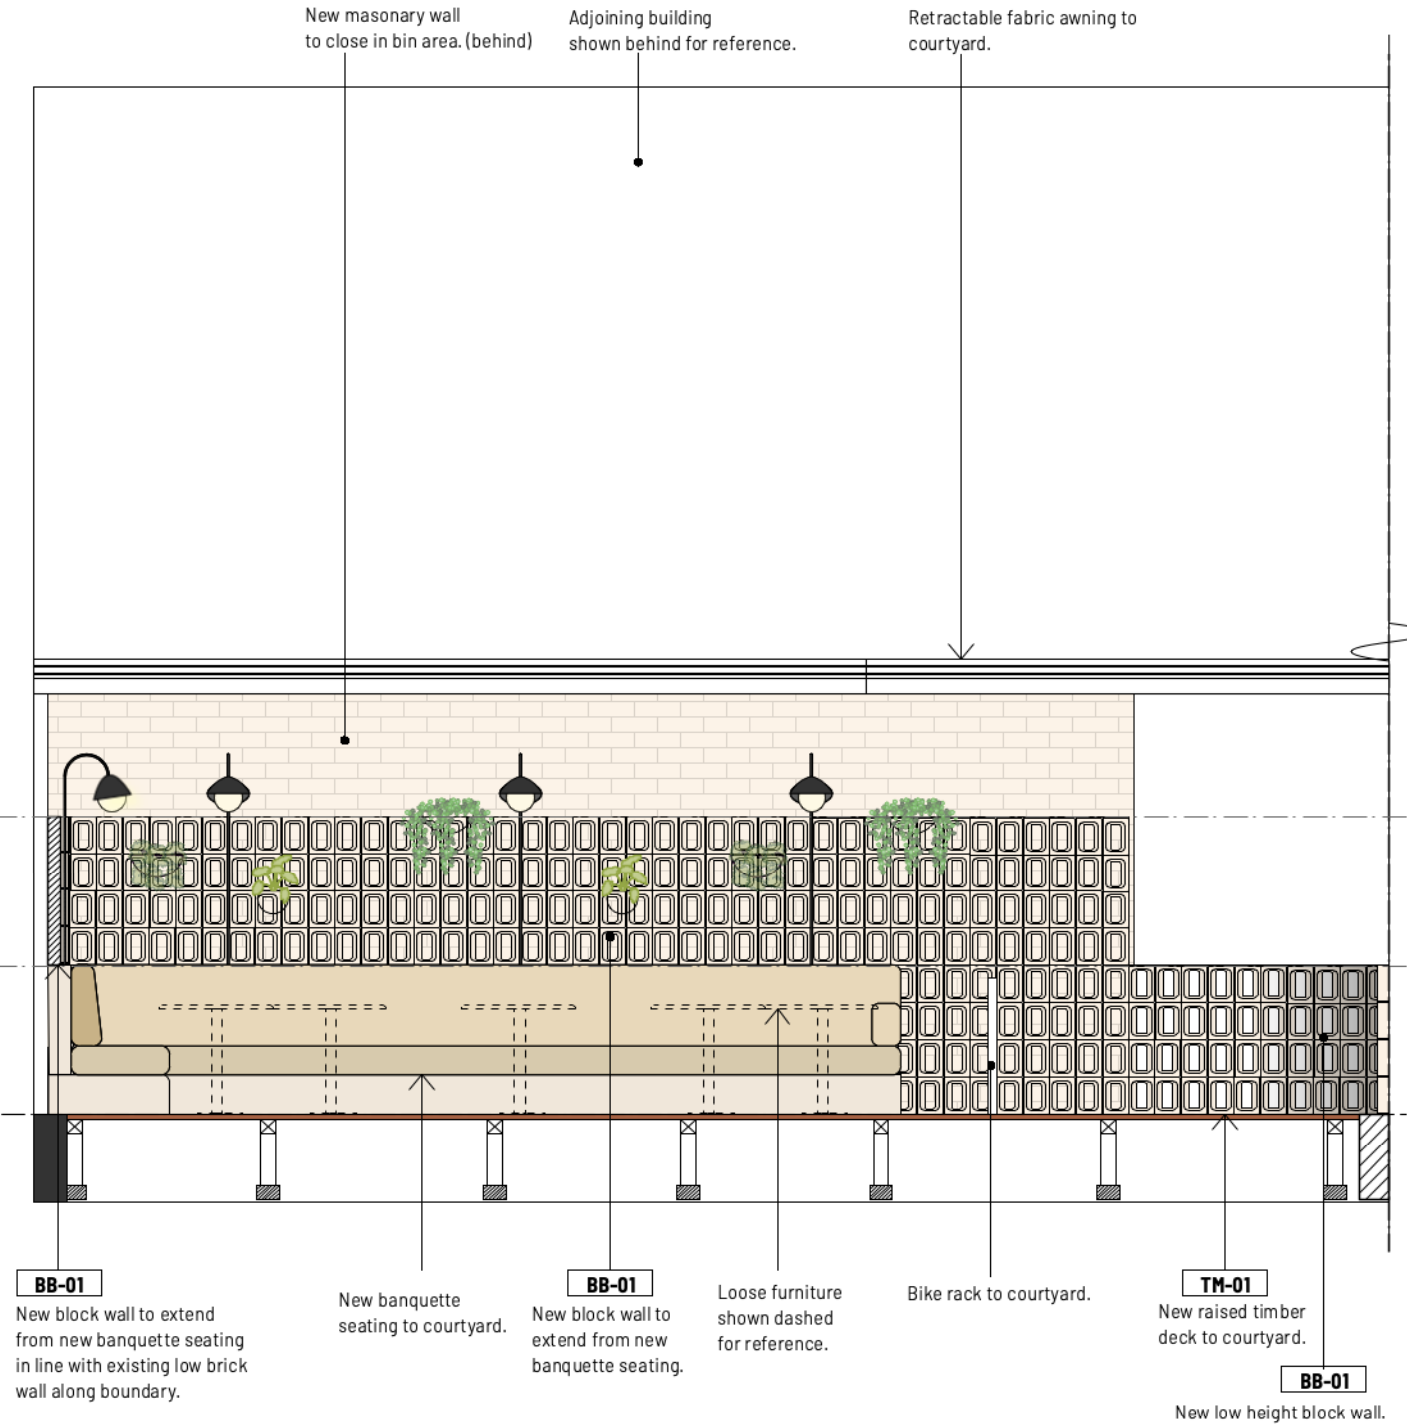 New masonary wall
to close in bin area. (behind)
Adjoining building
shown behind for reference.
Retractable fabric awning to
courtyard.
BB-01
New block wall to extend
from new banquette seating
in line with existing low brick
wall along boundary.
New banquette
seating to courtyard.
BB-01
New block wall to
extend from new
banquette seating.
Loose furniture
shown dashed
for reference.
Bike rack to courtyard.
TM-01
New raised timber
deck to courtyard.
BB-01
New low height block wall.